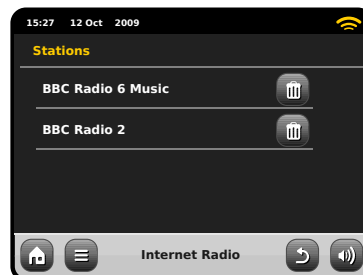 15:27 12 Oct 2009
Stations
BBC Radio 6 Music
BBC Radio 2
Internet Radio